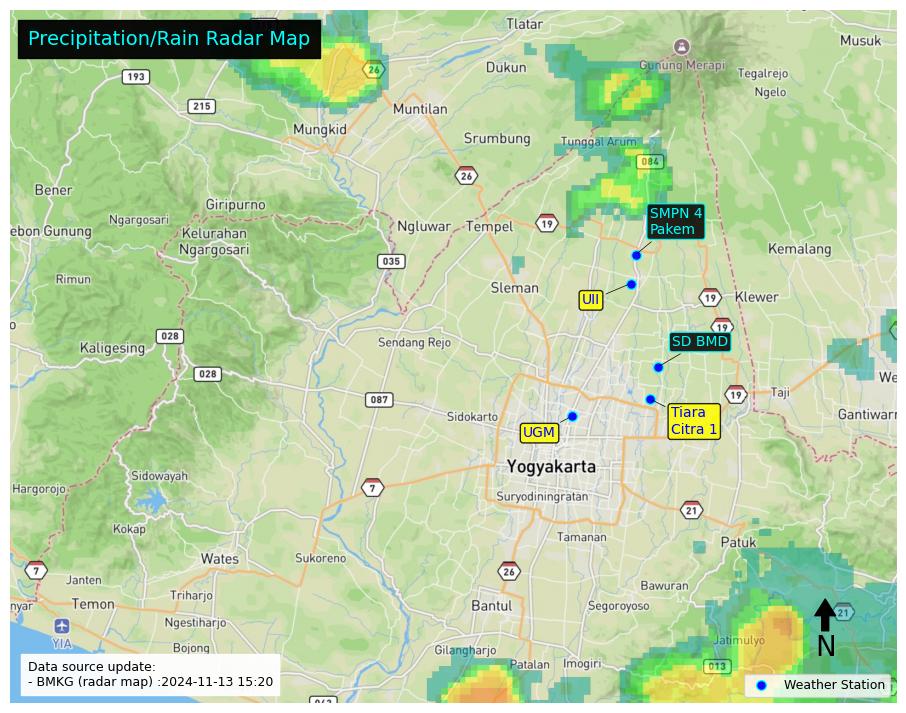 Precipitation/Rain Radar Map
Tlatar
Musuk
193
26
Dukun
Gunung Merapi
Tegalrejo
Ngelo
215
Muntilan
Mungkid
Srumbung
Tunggal Arum
084
26
Bener
Giripurno
Ngargosari
SMPN 4
Pakem
ebon Gunung
Kelurahan
Ngargosari
Ngluwar
Tempel
19
Kemalang
035
Rimun
Sleman
UII
19
Klewer
19
028
Kaligesing
Sendang Rejo
SD BMD
028
We
087
19
Taji
Sidokarto
Tiara
Citra 1
Gantiwarn
UGM
Yogyakarta
Sidowayah
7
Hargorojo
Suryodiningratan
21
Kokap
Tamanan
Patuk
Wates
Sukoreno
7
26
Janten
Bawuran
nyar
Temon
Triharjo
Bantul
Segoroyoso
21
Ngestiharjo
YIA
Jatimulyo
N
Bojong
Gilangharjo
Patalan
Imogiri
013
Data source update:
- BMKG (radar map) :2024-11-13 15:20
Weather Station